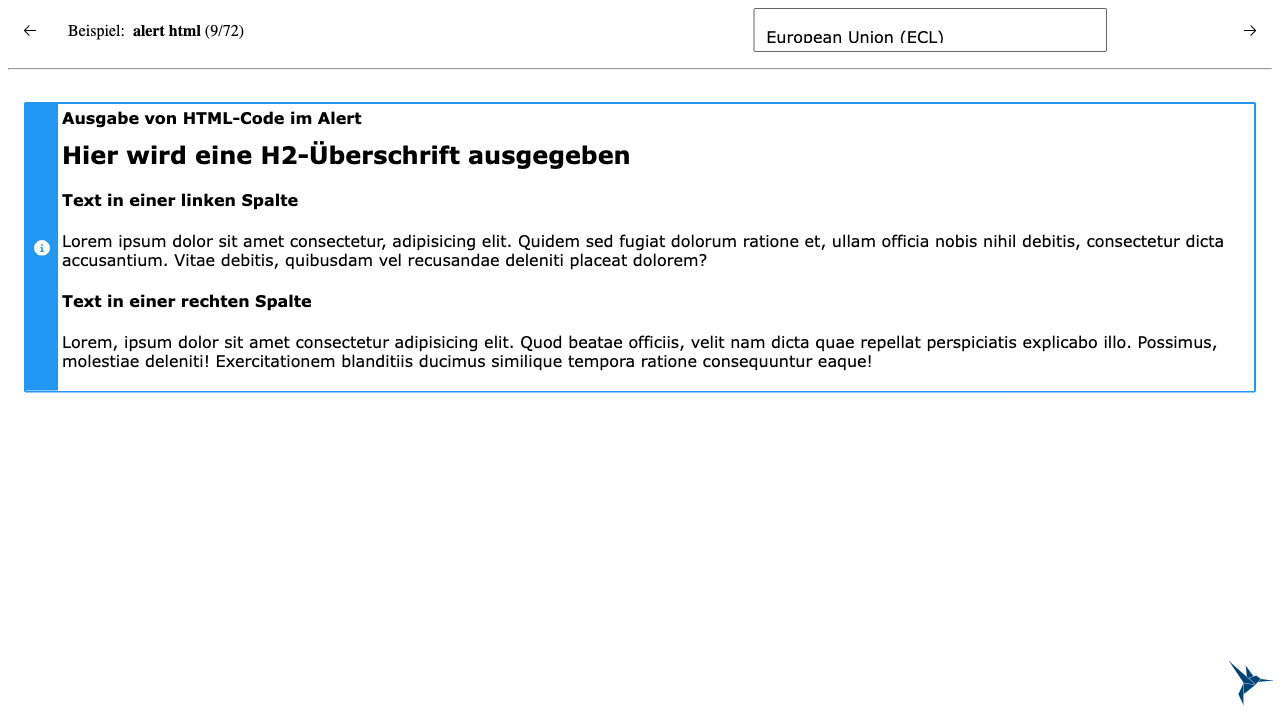 Beispiel: alert html (9/72)
European Union (ECL)
Ausgabe von HTML-Code im Alert
Hier wird eine H2-Überschrift ausgegeben
Text in einer linken Spalte
Lorem ipsum dolor sit amet consectetur, adipisicing elit. Quidem sed fugiat dolorum ratione et, ullam officia nobis nihil debitis, consectetur dicta
accusantium. Vitae debitis, quibusdam vel recusandae deleniti placeat dolorem?
Text in einer rechten Spalte
Lorem, ipsum dolor sit amet consectetur adipisicing elit. Quod beatae officiis, velit nam dicta quae repellat perspiciatis explicabo illo. Possimus,
molestiae deleniti! Exercitationem blanditiis ducimus similique tempora ratione consequuntur eaque!